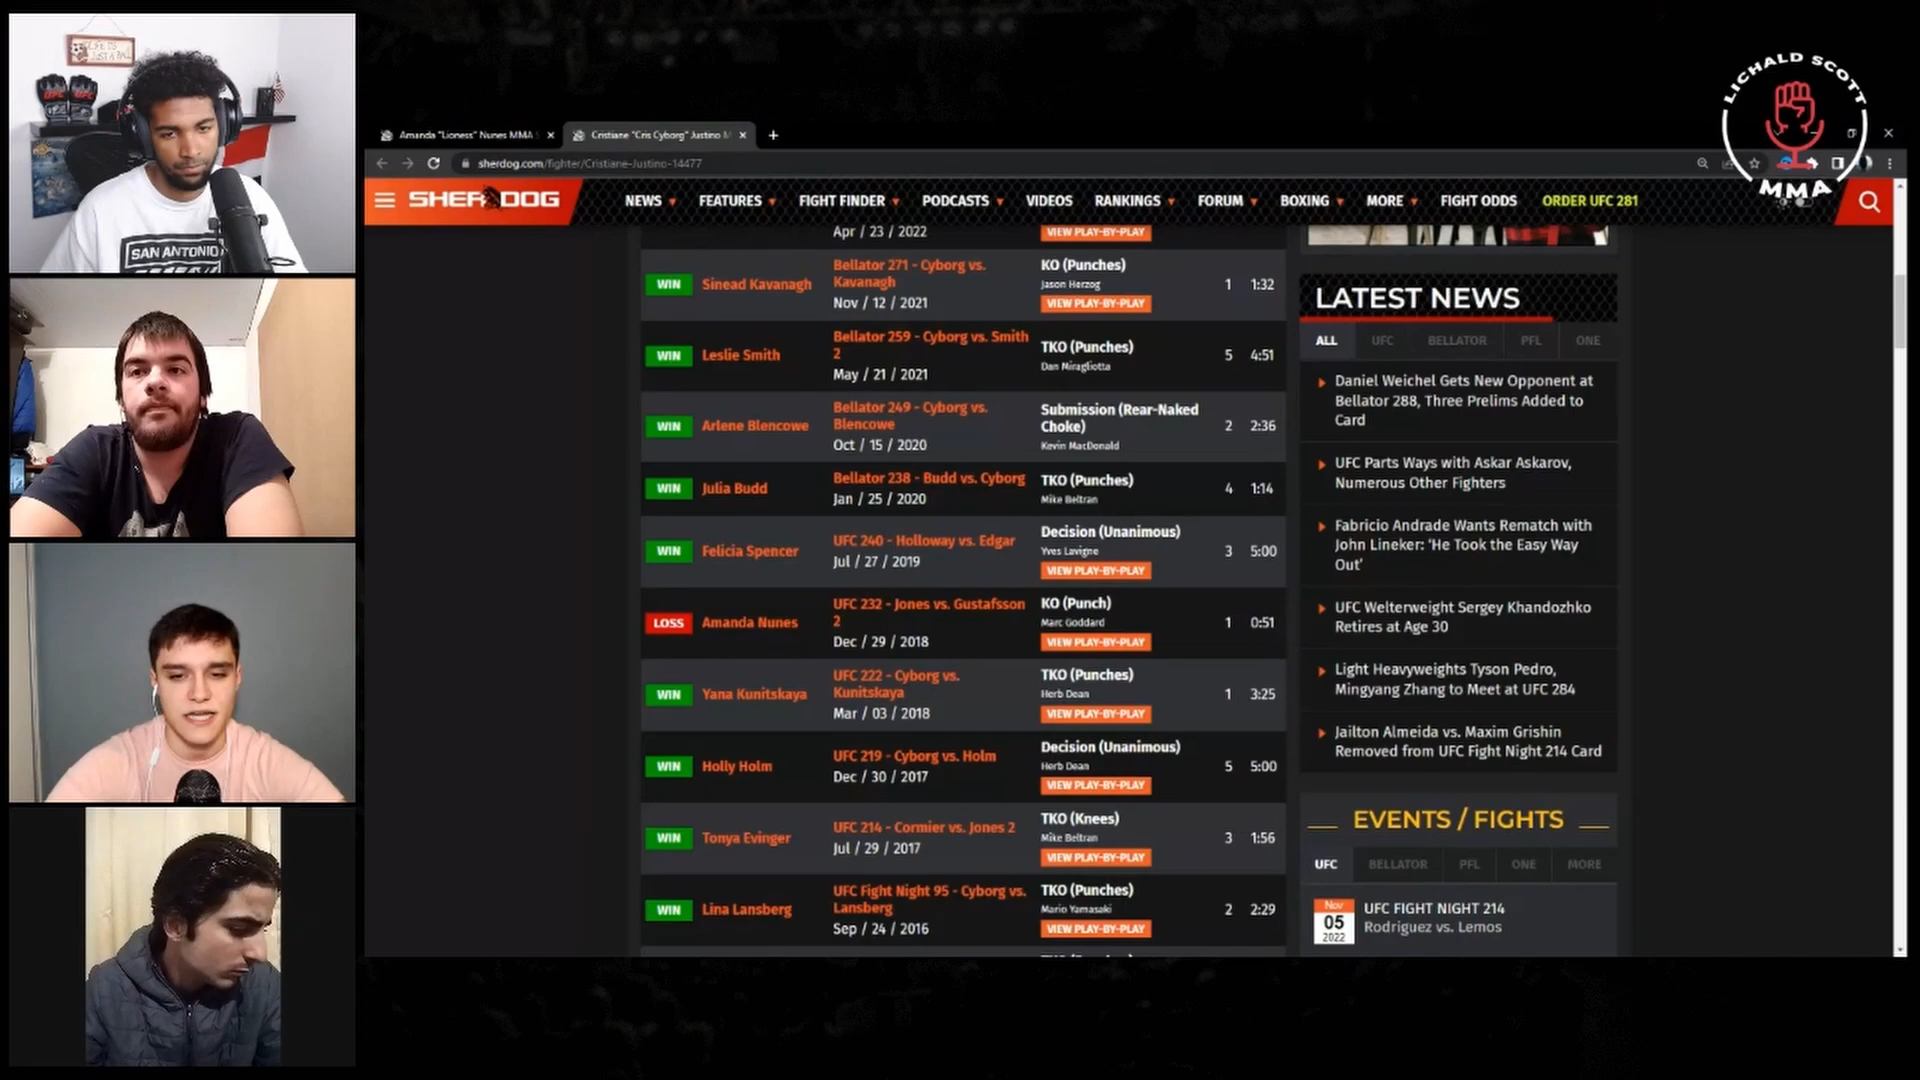 LICHALD SCOTT
MMA
UFC
UFC
SAN ANTONIO
Amanda "Lioness" Nunes MMA
Cristiane "Cris Cyborg" Justino M
sherdog.com/fighter/Cristiane-Justino-14477
SHERDOG
NEWS FEATURES FIGHT FINDER PODCASTS VIDEOS RANKINGS FORUM BOXING MORE FIGHT ODDS ORDER UFC 281
Apr / 23 / 2022
VIEW PLAY-BY-PLAY
WIN
Sinead Kavanagh
Bellator 271 - Cyborg vs.
Kavanagh
Nov / 12 / 2021
KO (Punches)
Jason Herzog
VIEW PLAY-BY-PLAY
1 1:32
WIN
Leslie Smith
Bellator 259 - Cyborg vs. Smith
2
May / 21 / 2021
TKO (Punches)
Dan Miragliotta
5 4:51
WIN
Arlene Blencowe
Bellator 249 - Cyborg vs.
Blencowe
Oct / 15 / 2020
Submission (Rear-Naked
Choke)
Kevin MacDonald
2 2:36
WIN
Julia Budd
Bellator 238 - Budd vs. Cyborg
Jan / 25 / 2020
TKO (Punches)
Mike Beltran
4 1:14
WIN
Felicia Spencer
UFC 240 - Holloway vs. Edgar
Jul / 27 / 2019
Decision (Unanimous)
Yves Lavigne
VIEW PLAY-BY-PLAY
3 5:00
LOSS
Amanda Nunes
UFC 232 - Jones vs. Gustafsson
2
Dec / 29 / 2018
KO (Punch)
Marc Goddard
VIEW PLAY-BY-PLAY
1 0:51
WIN
Yana Kunitskaya
UFC 222 - Cyborg vs.
Kunitskaya
Mar / 03 / 2018
TKO (Punches)
Herb Dean
VIEW PLAY-BY-PLAY
1 3:25
WIN
Holly Holm
UFC 219 - Cyborg vs. Holm
Dec / 30 / 2017
Decision (Unanimous)
Herb Dean
VIEW PLAY-BY-PLAY
5 5:00
WIN
Tonya Evinger
UFC 214 - Cormier vs. Jones 2
Jul / 29 / 2017
TKO (Knees)
Mike Beltran
VIEW PLAY-BY-PLAY
3 1:56
WIN
Lina Lansberg
UFC Fight Night 95 - Cyborg vs.
Lansberg
Sep / 24 / 2016
TKO (Punches)
Mario Yamasaki
VIEW PLAY-BY-PLAY
2 2:29
LATEST NEWS
ALL UFC BELLATOR PFL ONE
Daniel Weichel Gets New Opponent at
Bellator 288, Three Prelims Added to
Card
UFC Parts Ways with Askar Askarov,
Numerous Other Fighters
Fabricio Andrade Wants Rematch with
John Lineker: 'He Took the Easy Way
Out'
UFC Welterweight Sergey Khandozhko
Retires at Age 30
Light Heavyweights Tyson Pedro,
Mingyang Zhang to Meet at UFC 284
Jailton Almeida vs. Maxim Grishin
Removed from UFC Fight Night 214 Card
EVENTS / FIGHTS
UFC BELLATOR PFL ONE MORE
Nov
05
2022
UFC FIGHT NIGHT 214
Rodriguez vs. Lemos